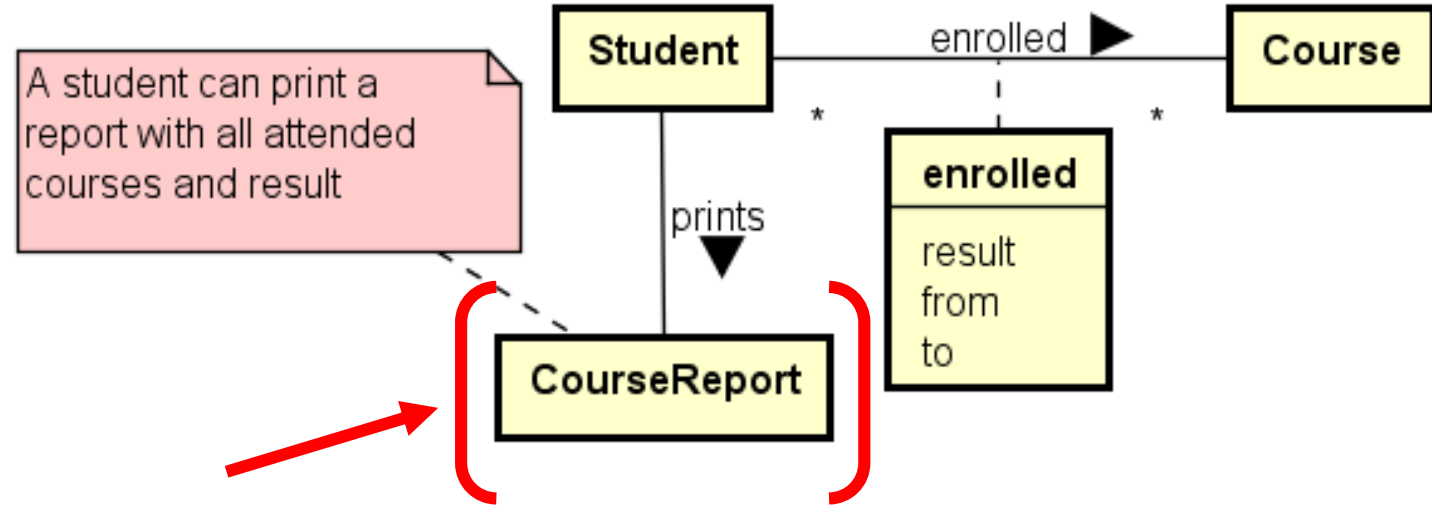 A student can print a
report with all attended
courses and result
Student
enrolled
Course
*
*
enrolled
result
from
to
prints
CourseReport